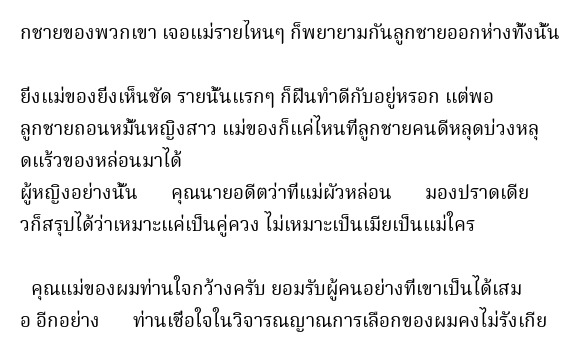 กชายของพวกเขา เจอแม่รายไหนๆ ก็พยายามกันลูกชายออกห่างทั้งนั้น
ยิ่งแม่ของยิ่งเห็นชัด รายนั้นแรกๆ ก็ฝืนทำดีกับอยู่หรอก แต่พอ
ลูกชายถอนหมั้นหญิงสาว แม่ของก็แค่ไหนที่ลูกชายคนดีหลุดบ่วงหลุ
ดแร้วของหล่อนมาได้
ผู้หญิงอย่างนั้น คุณนายอดีตว่าที่แม่ผัวหล่อน มองปราดเดีย
วก็สรุปได้ว่าเหมาะแค่เป็นคู่ควง ไม่เหมาะเป็นเมียเป็นแม่ใคร
คุณแม่ของผมท่านใจกว้างครับ ยอมรับผู้คนอย่างที่เขาเป็นได้เสม
อ อีกอย่าง ท่านเชื่อใจในวิจารณญาณการเลือกของผมคงไม่รังเกีย